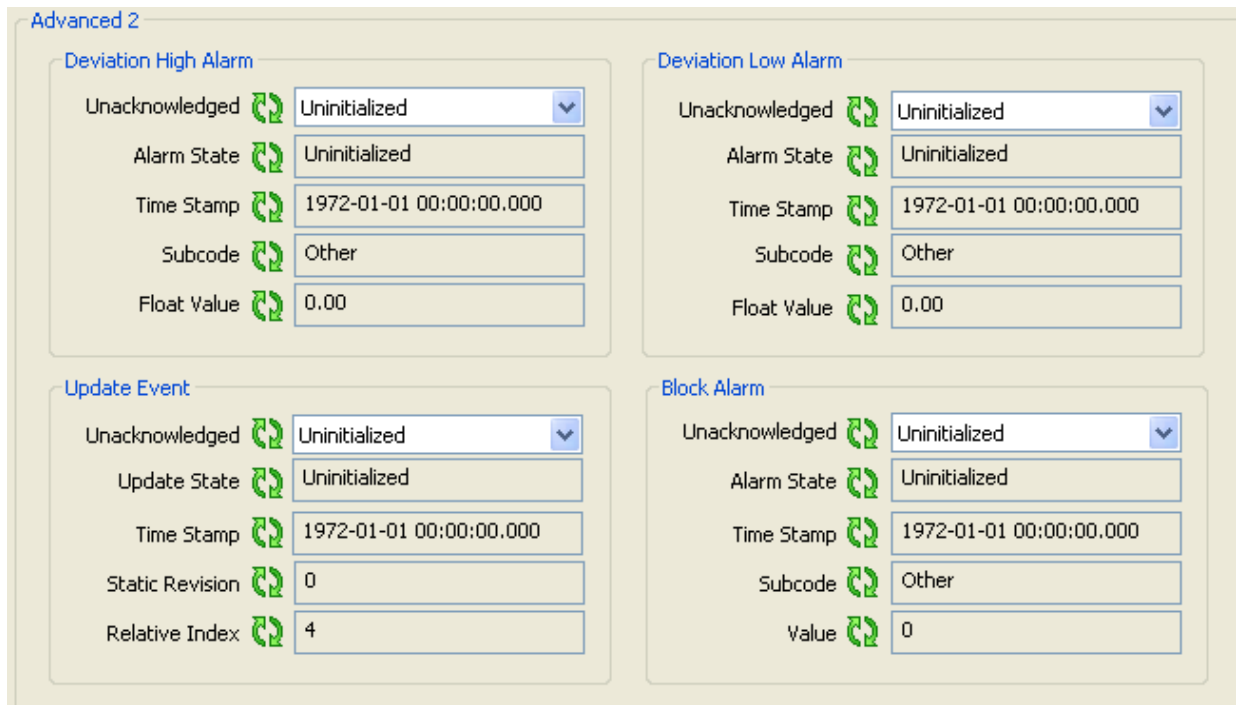 Advanced 2
Deviation High Alarm
Unacknowledged Uninitialized
Alarm State Uninitialized
Time Stamp 1972-01-01 00:00:00.000
Subcode Other
Float Value 0.00
Deviation Low Alarm
Unacknowledged Uninitialized
Alarm State Uninitialized
Time Stamp 1972-01-01 00:00:00.000
Subcode Other
Float Value 0.00
Update Event
Unacknowledged Uninitialized
Update State Uninitialized
Time Stamp 1972-01-01 00:00:00.000
Static Revision 0
Relative Index 4
Block Alarm
Unacknowledged Uninitialized
Alarm State Uninitialized
Time Stamp 1972-01-01 00:00:00.000
Subcode Other
Value 0